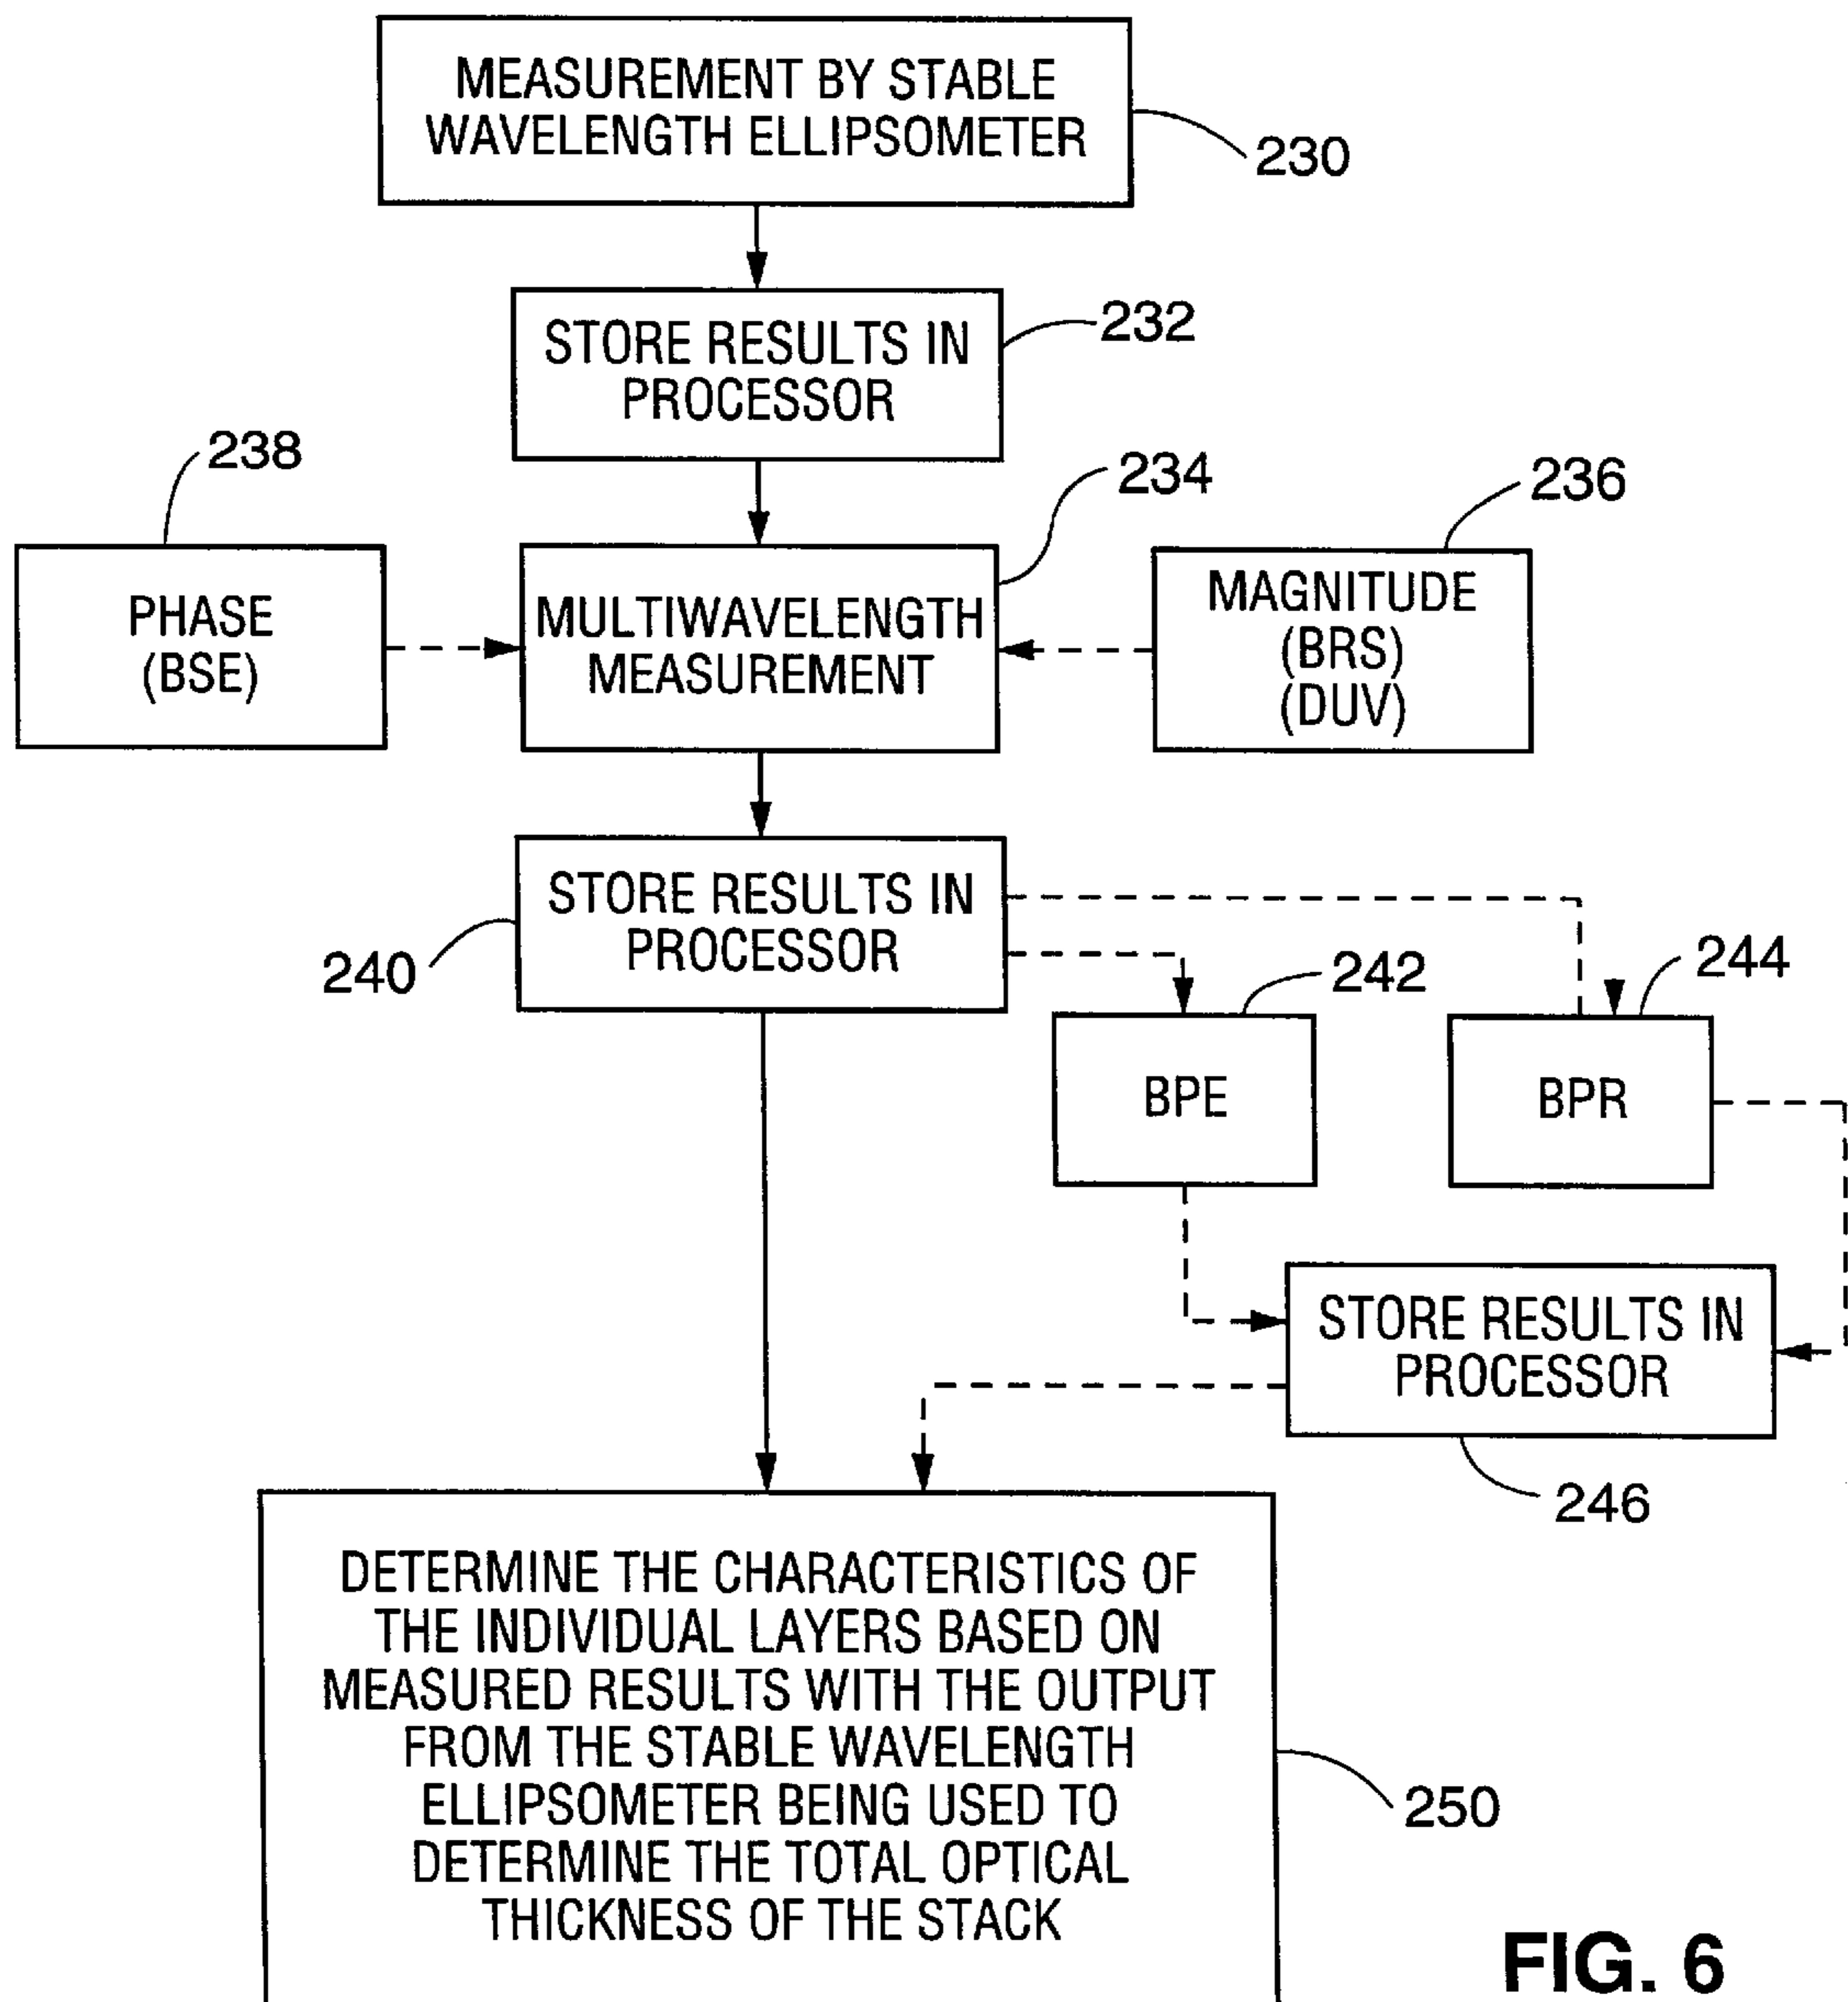 MEASUREMENT BY STABLE
WAVELENGTH ELLIPSOMETER
230
STORE RESULTS IN
PROCESSOR
232
238
234
236
PHASE
(BSE)
MULTIWAVELENGTH
MEASUREMENT
MAGNITUDE
(BRS)
(DUV)
STORE RESULTS IN
PROCESSOR
240
242
244
BPE
BPR
STORE RESULTS IN
PROCESSOR
246
DETERMINE THE CHARACTERISTICS OF
THE INDIVIDUAL LAYERS BASED ON
MEASURED RESULTS WITH THE OUTPUT
FROM THE STABLE WAVELENGTH
ELLIPSOMETER BEING USED TO
DETERMINE THE TOTAL OPTICAL
THICKNESS OF THE STACK
250
FIG. 6